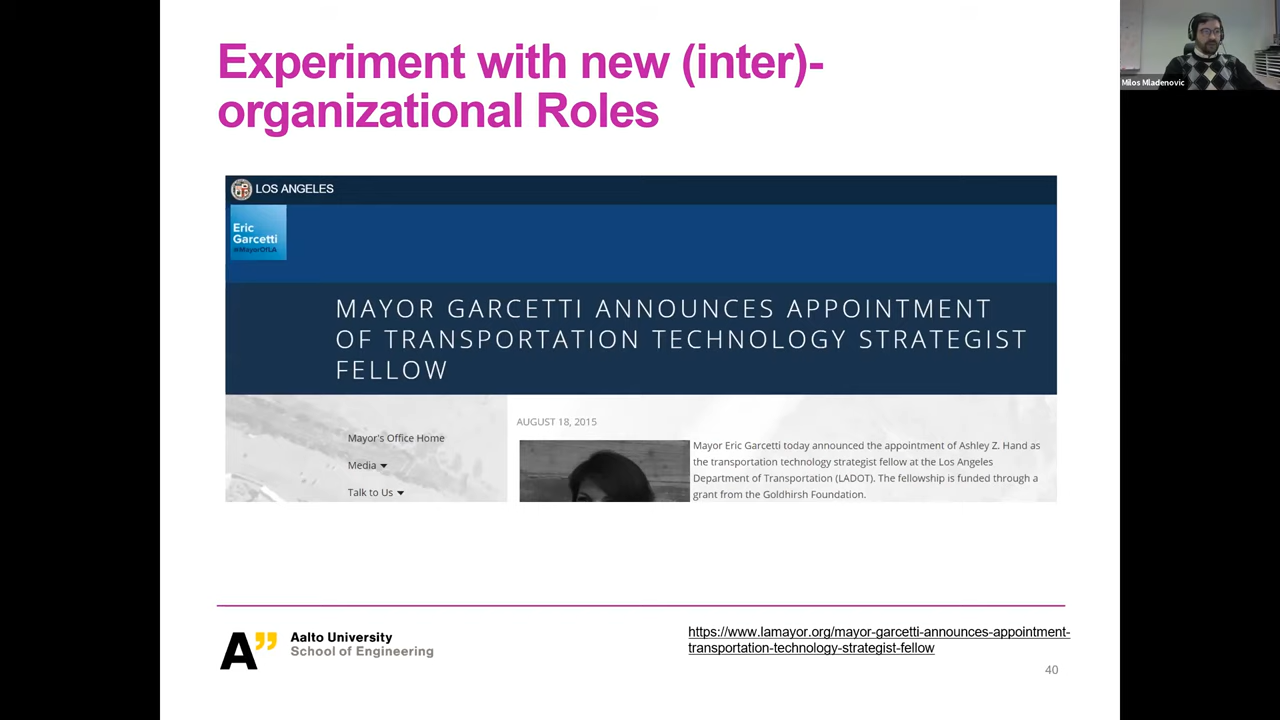 Experiment with new (inter)-
organizational Roles
Milos Mladenovic
LOS ANGELES
Eric
Garcetti
#MayorOfLA
MAYOR GARCETTI ANNOUNCES APPOINTMENT
OF TRANSPORTATION TECHNOLOGY STRATEGIST
FELLOW
Mayor's Office Home
Media
Talk to Us
AUGUST 18, 2015
Mayor Eric Garcetti today announced the appointment of Ashley Z. Hand as
the transportation technology strategist fellow at the Los Angeles
Department of Transportation (LADOT). The fellowship is funded through a
grant from the Goldhirsh Foundation.
A”
Aalto University
School of Engineering
https://www.lamayor.org/mayor-garcetti-announces-appointment-
transportation-technology-strategist-fellow
40